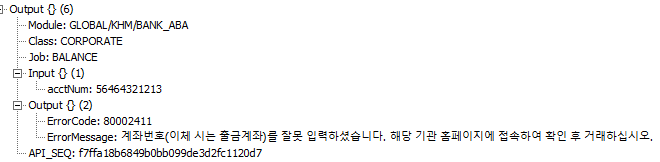 Output {} (6)
Module: GLOBAL/KHM/BANK_ABA
Class: CORPORATE
Job: BALANCE
Input {} (1)
acctNum: 56464321213
Output {} (2)
ErrorCode: 80002411
ErrorMessage: 계좌번호(이체 시는 출금계좌)를 잘못 입력하셨습니다. 해당 기관 홈페이지에 접속하여 확인 후 거래하십시오.
API_SEQ: f7ffa18b6849b0bb099de3d2fc1120d7